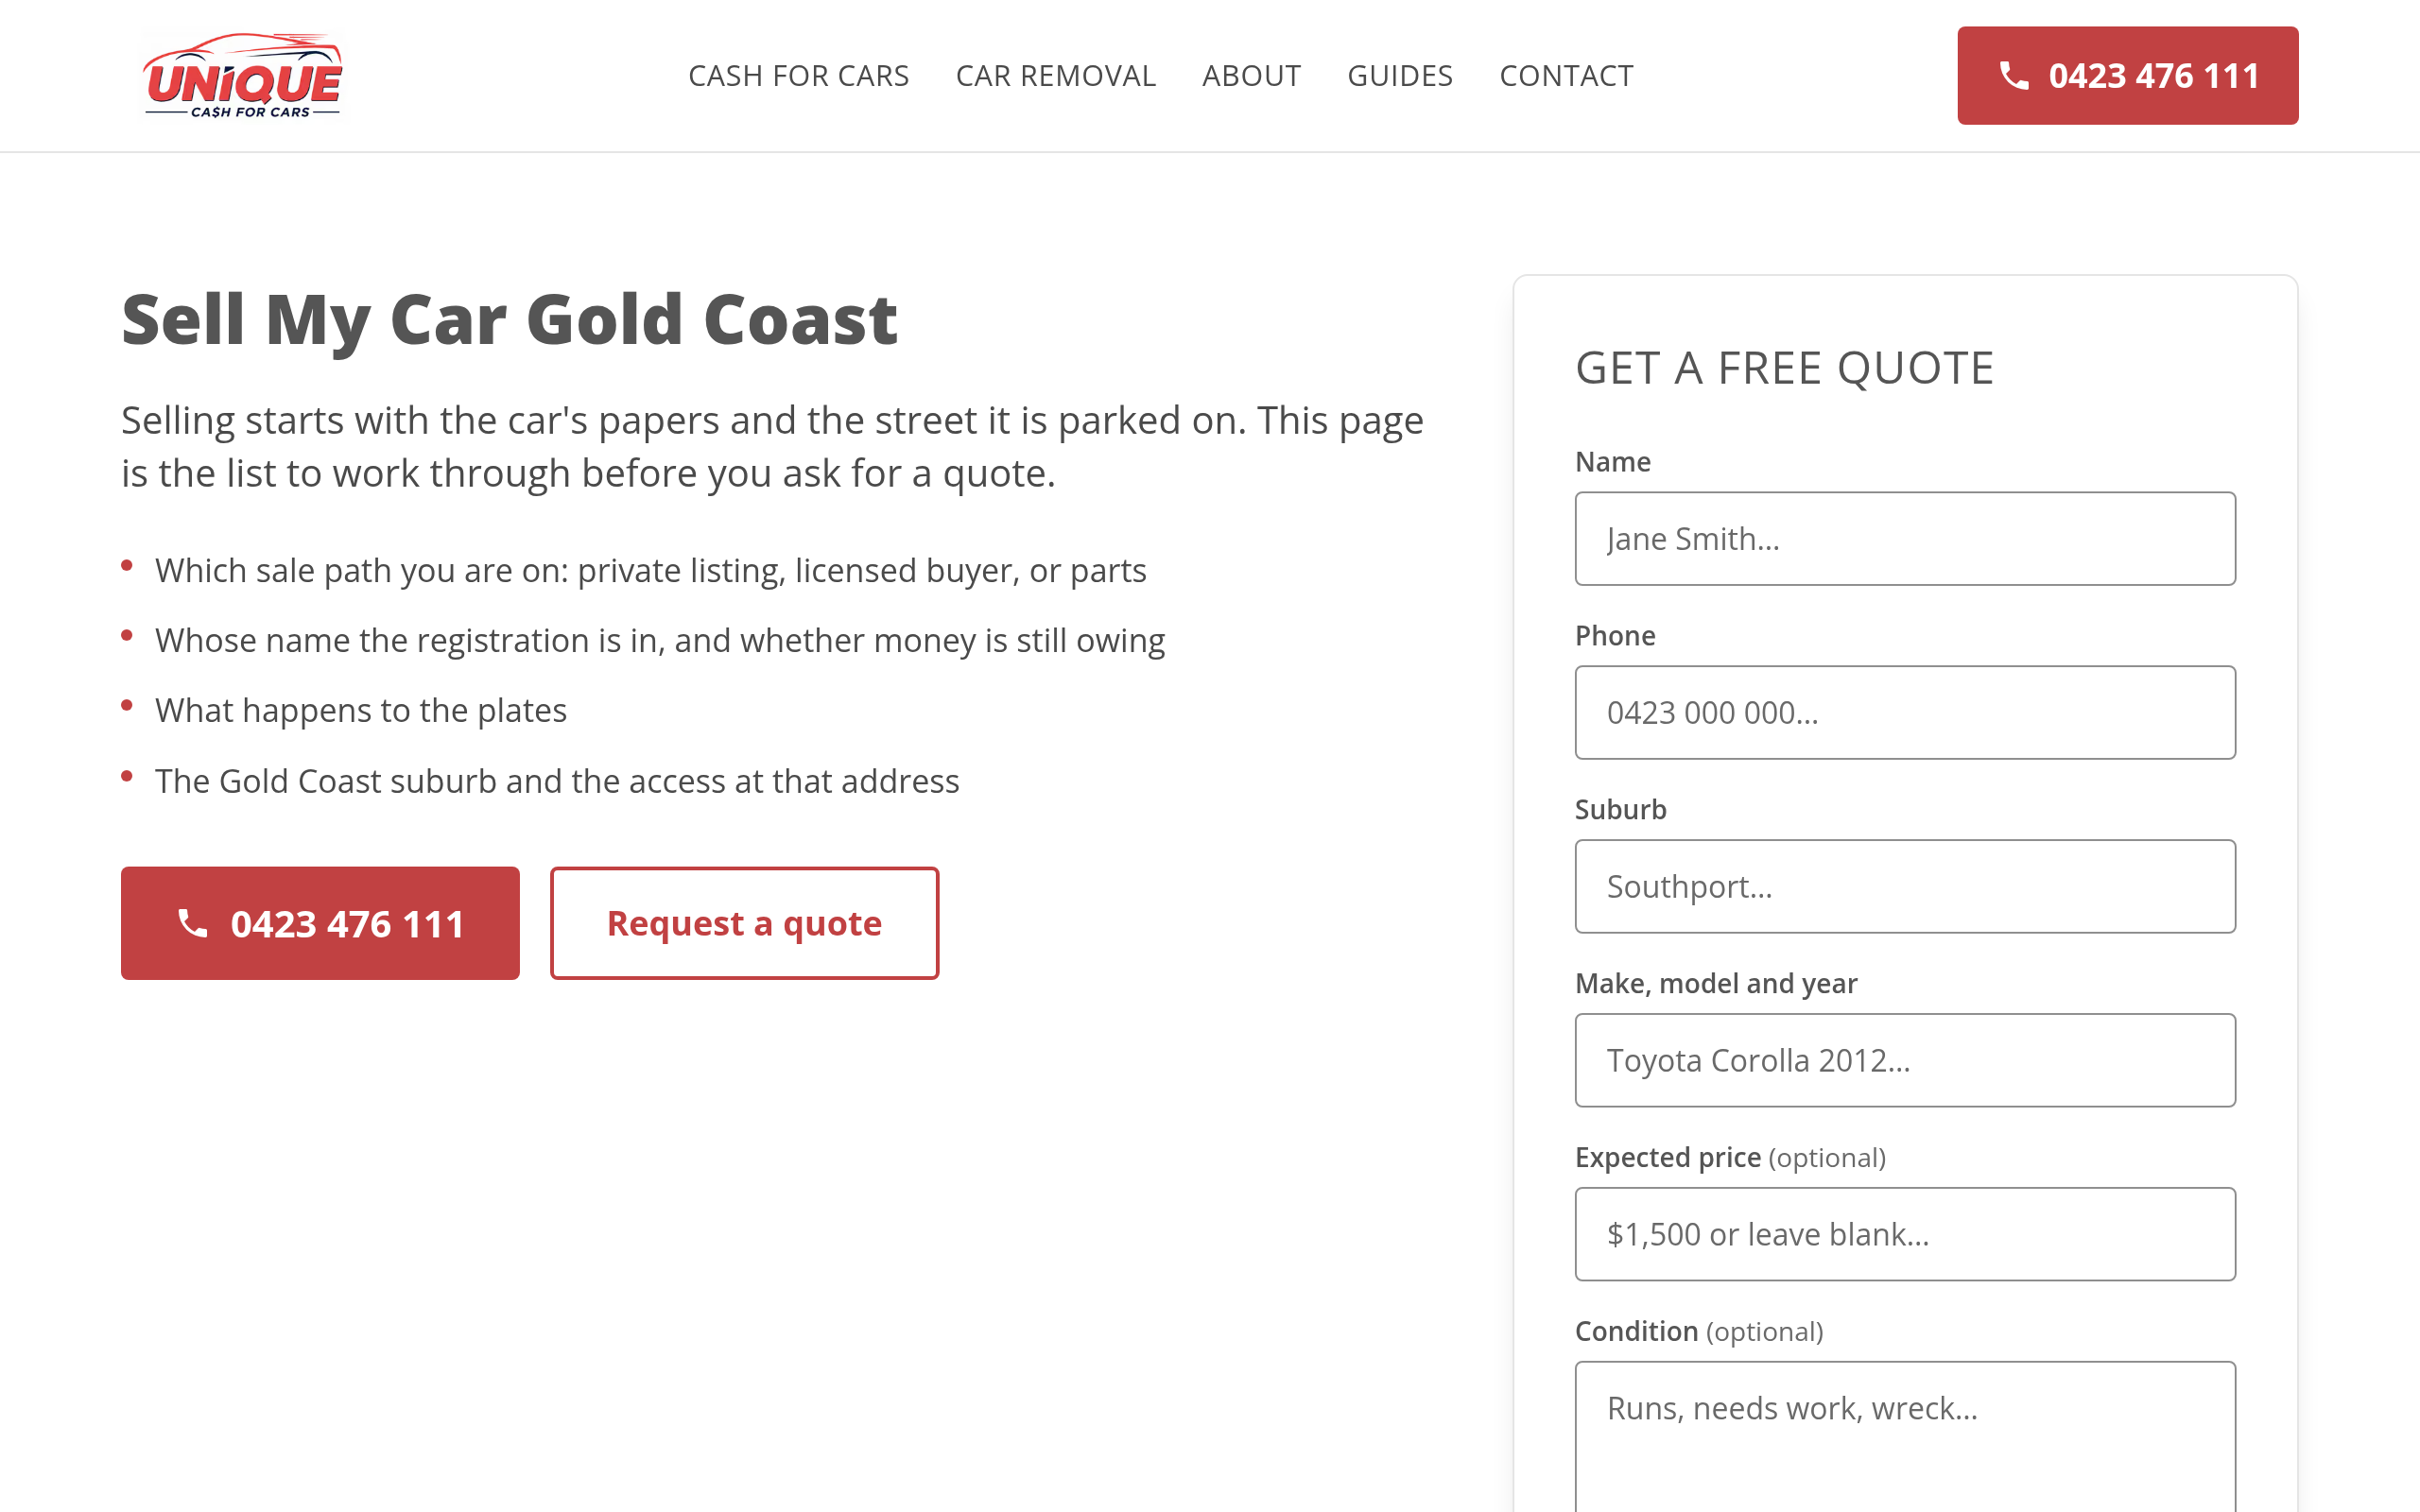 UNIQUE
CA$H FOR CARS
CASH FOR CARS
CAR REMOVAL
ABOUT
GUIDES
CONTACT
0423 476 111
Sell My Car Gold Coast
Selling starts with the car's papers and the street it is parked on. This page
is the list to work through before you ask for a quote.
Which sale path you are on: private listing, licensed buyer, or parts
Whose name the registration is in, and whether money is still owing
What happens to the plates
The Gold Coast suburb and the access at that address
0423 476 111
Request a quote
GET A FREE QUOTE
Name
Jane Smith...
Phone
0423 000 000...
Suburb
Southport...
Make, model and year
Toyota Corolla 2012...
Expected price (optional)
$1,500 or leave blank...
Condition (optional)
Runs, needs work, wreck...